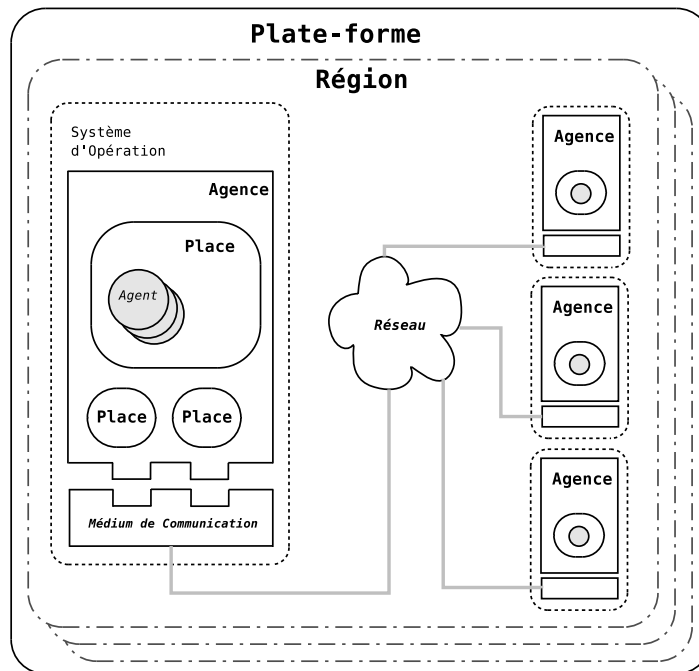 Plate-forme
Région
Système
d'Opération
Agence
Place
Agent
Place
Place
Médium de Communication
Réseau
Agence
Agence
Agence